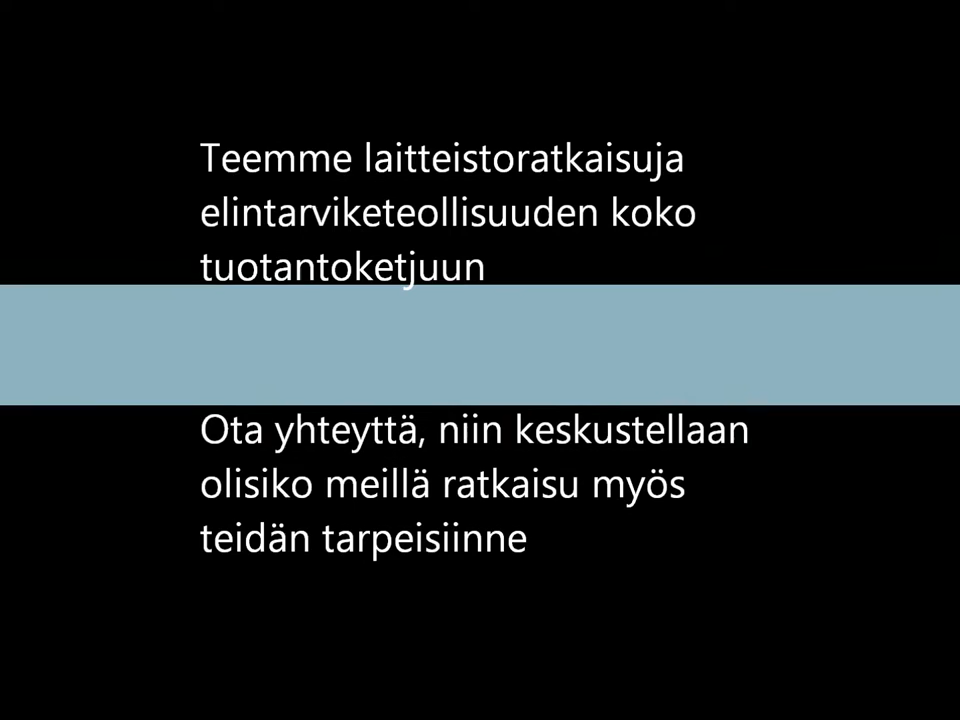 Teemme laitteistoratkaisuja
elintarviketeollisuuden koko
tuotantoketjuun
Ota yhteyttä, niin keskustellaan
olisiko meillä ratkaisu myös
teidän tarpeisiinne